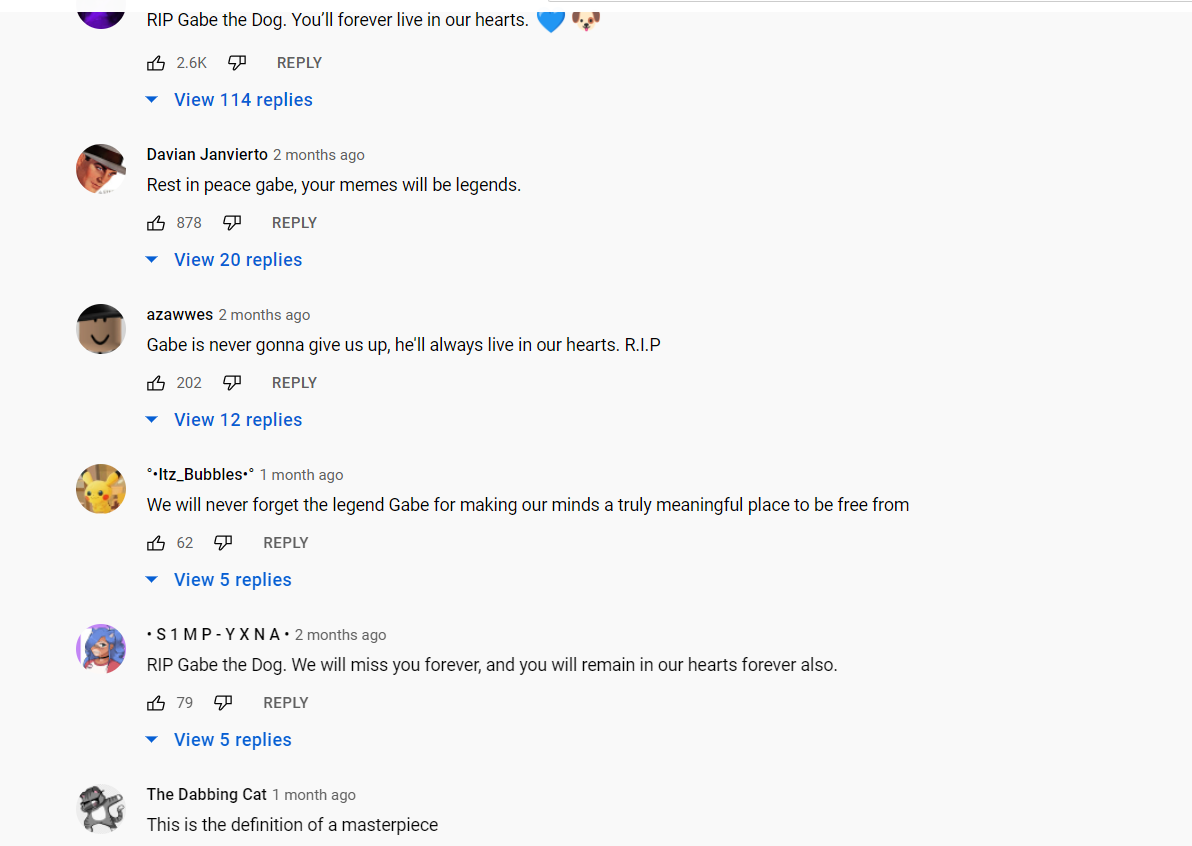 RIP Gabe the Dog. You’ll forever live in our hearts. 💙🐶
2.6K REPLY
View 114 replies
Davian Janvierto 2 months ago
Rest in peace gabe, your memes will be legends.
878 REPLY
View 20 replies
azawwes 2 months ago
Gabe is never gonna give us up, he'll always live in our hearts. R.I.P
202 REPLY
View 12 replies
°•Itz_Bubbles•° 1 month ago
We will never forget the legend Gabe for making our minds a truly meaningful place to be free from
62 REPLY
View 5 replies
• S 1 M P - Y X N A • 2 months ago
RIP Gabe the Dog. We will miss you forever, and you will remain in our hearts forever also.
79 REPLY
View 5 replies
The Dabbing Cat 1 month ago
This is the definition of a masterpiece